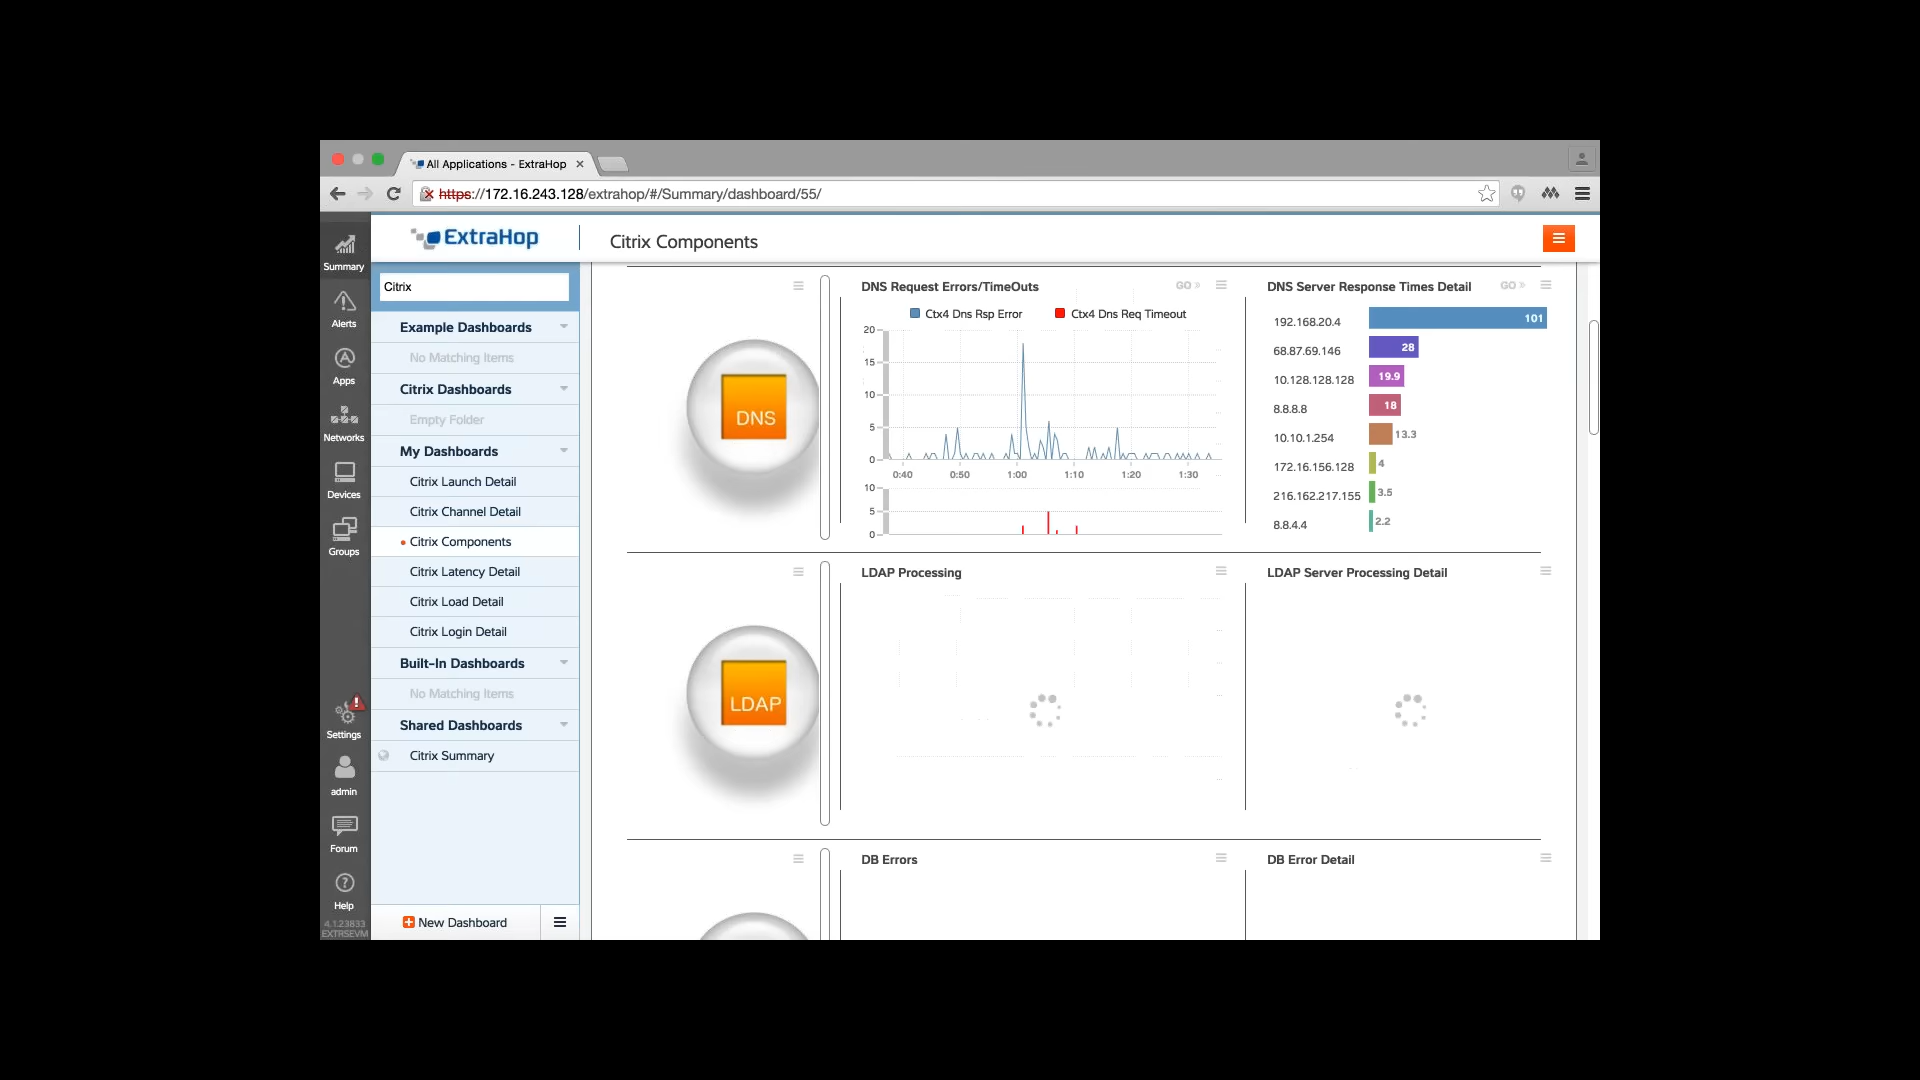 All Applications - ExtraHop
https://172.16.243.128/extrahop/#/Summary/dashboard/55/
ExtraHop
Citrix Components
Summary
Alerts
Apps
Networks
Devices
Groups
Settings
admin
Forum
Help
4.1.23833
EXTRSEVM
Citrix
Example Dashboards
No Matching Items
Citrix Dashboards
Empty Folder
My Dashboards
Citrix Launch Detail
Citrix Channel Detail
Citrix Components
Citrix Latency Detail
Citrix Load Detail
Citrix Login Detail
Built-In Dashboards
No Matching Items
Shared Dashboards
Citrix Summary
New Dashboard
DNS
DNS Request Errors/TimeOuts
GO »
Ctx4 Dns Rsp Error
Ctx4 Dns Req Timeout
20
15
10
5
0
0:40 0:50 1:00 1:10 1:20 1:30
10
5
0
DNS Server Response Times Detail
GO »
192.168.20.4 101
68.87.69.146 28
10.128.128.128 19.9
8.8.8.8 18
10.10.1.254 13.3
172.16.156.128 4
216.162.217.155 3.5
8.8.4.4 2.2
LDAP
LDAP Processing
LDAP Server Processing Detail
DB Errors
DB Error Detail